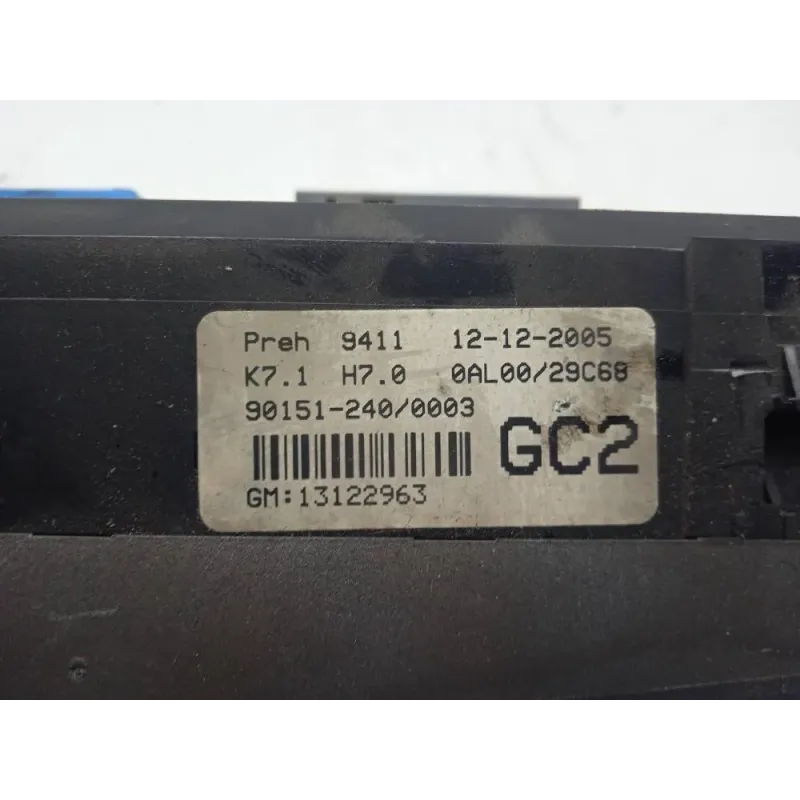 Preh 9411 12-12-2005
K7.1 H7.0 0AL00/29C68
90151-240/0003
GC2
GM:13122963